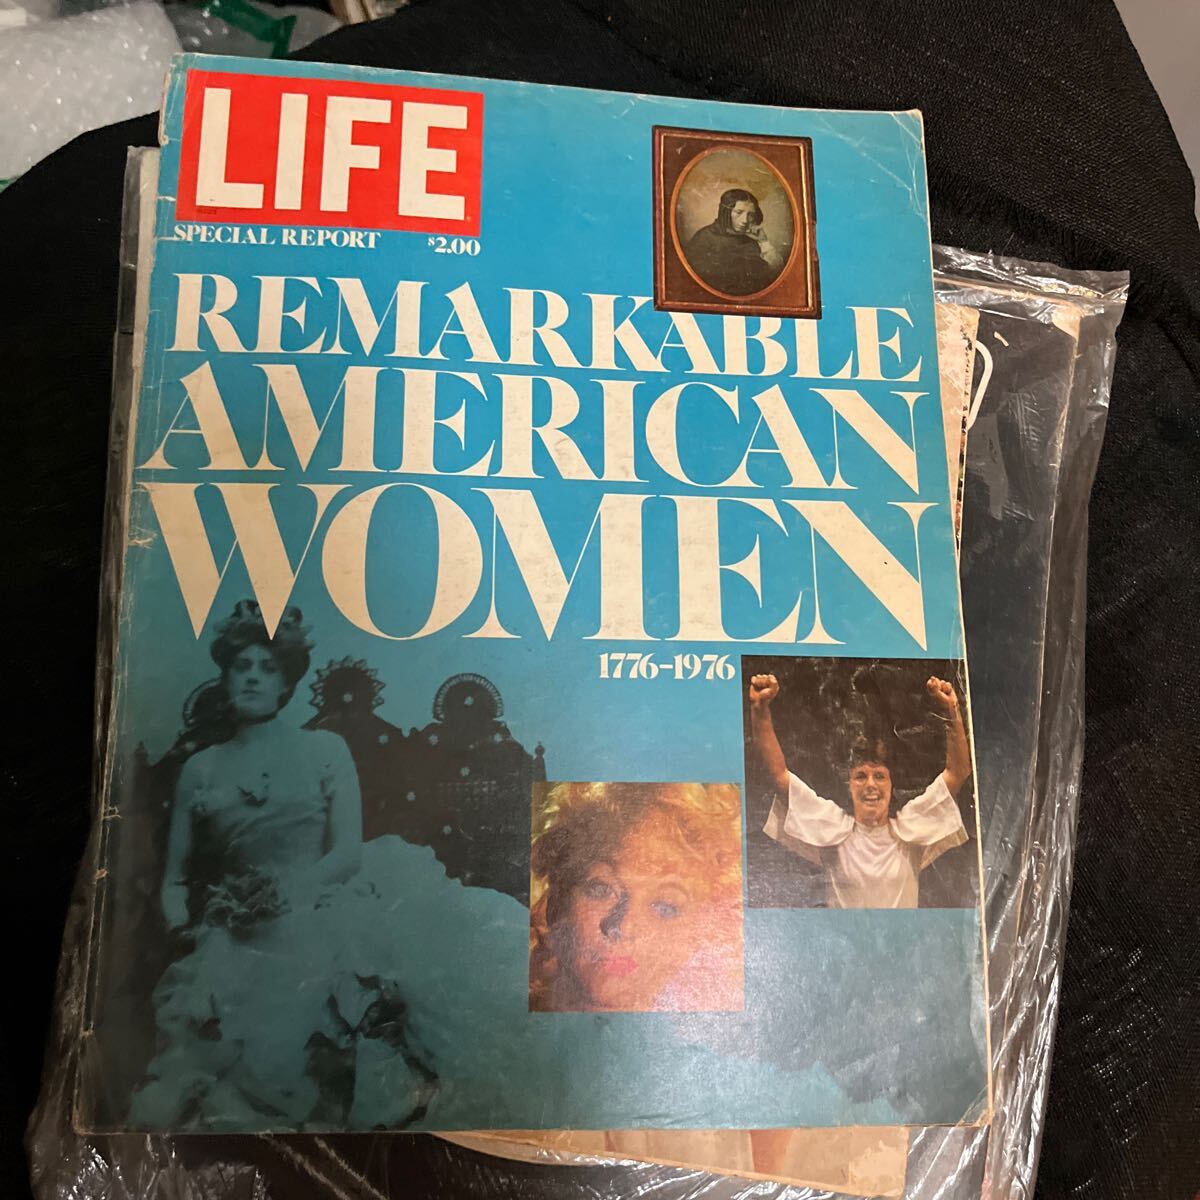 LIFE
SPECIAL REPORT $2.00
REMARKABLE
AMERICAN
WOMEN
1776-1976